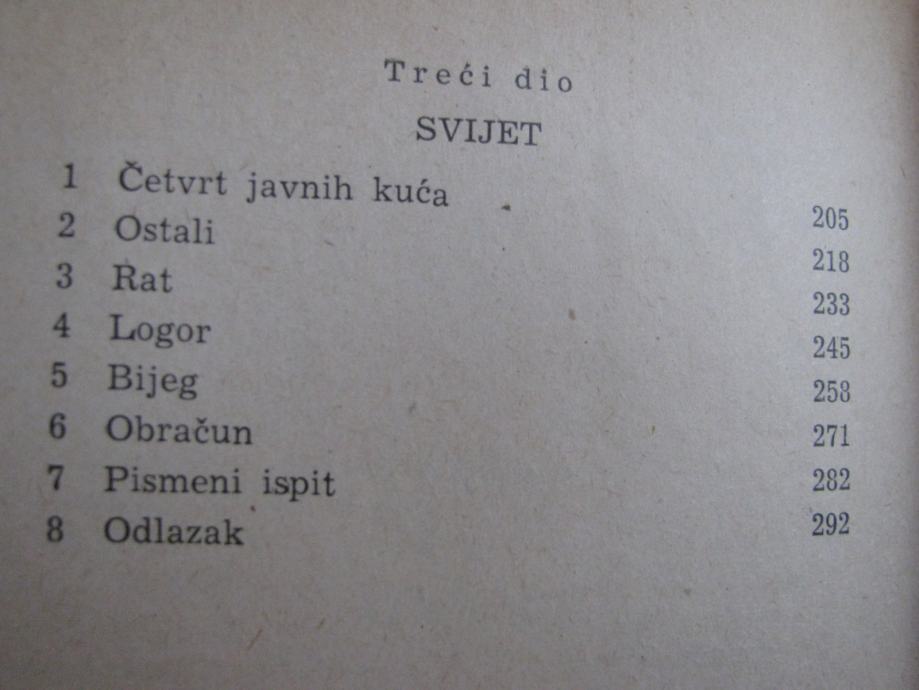 Treći dio
SVIJET
1 Četvrt javnih kuća 205
2 Ostali 218
3 Rat 233
4 Logor 245
5 Bijeg 258
6 Obračun 271
7 Pismeni ispit 282
8 Odlazak 292